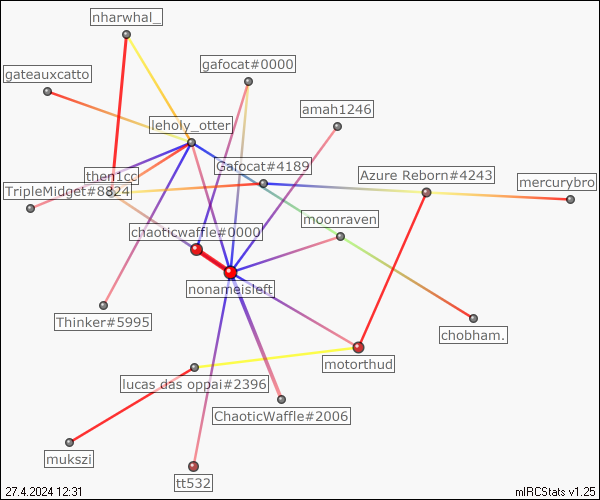 nharwhal_
gafocat#0000
gateauxcatto
amah1246
leholy_otter
Gafocat#4189
then1cc
Azure Reborn#4243
mercurybro
TripleMidget#8824
moonraven
chaoticwaffle#0000
nonameisleft
Thinker#5995
chobham.
motorthud
lucas das oppai#2396
ChaoticWaffle#2006
mukszi
tt532
27.4.2024 12:31
mIRCStats v1.25